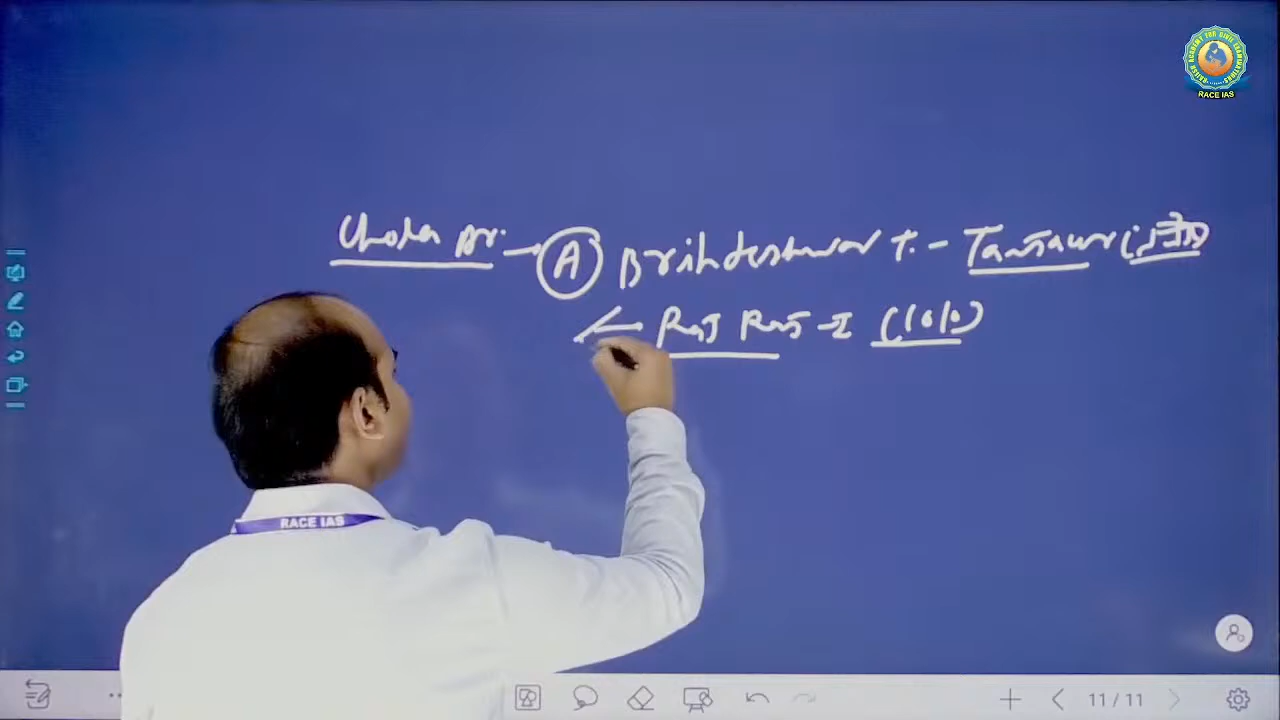 Chola Ar. → (A) Brihdeshwar T. - Tanjaur
← Raj Raj - I (1010)
RACE IAS
RACE IAS
11 / 11